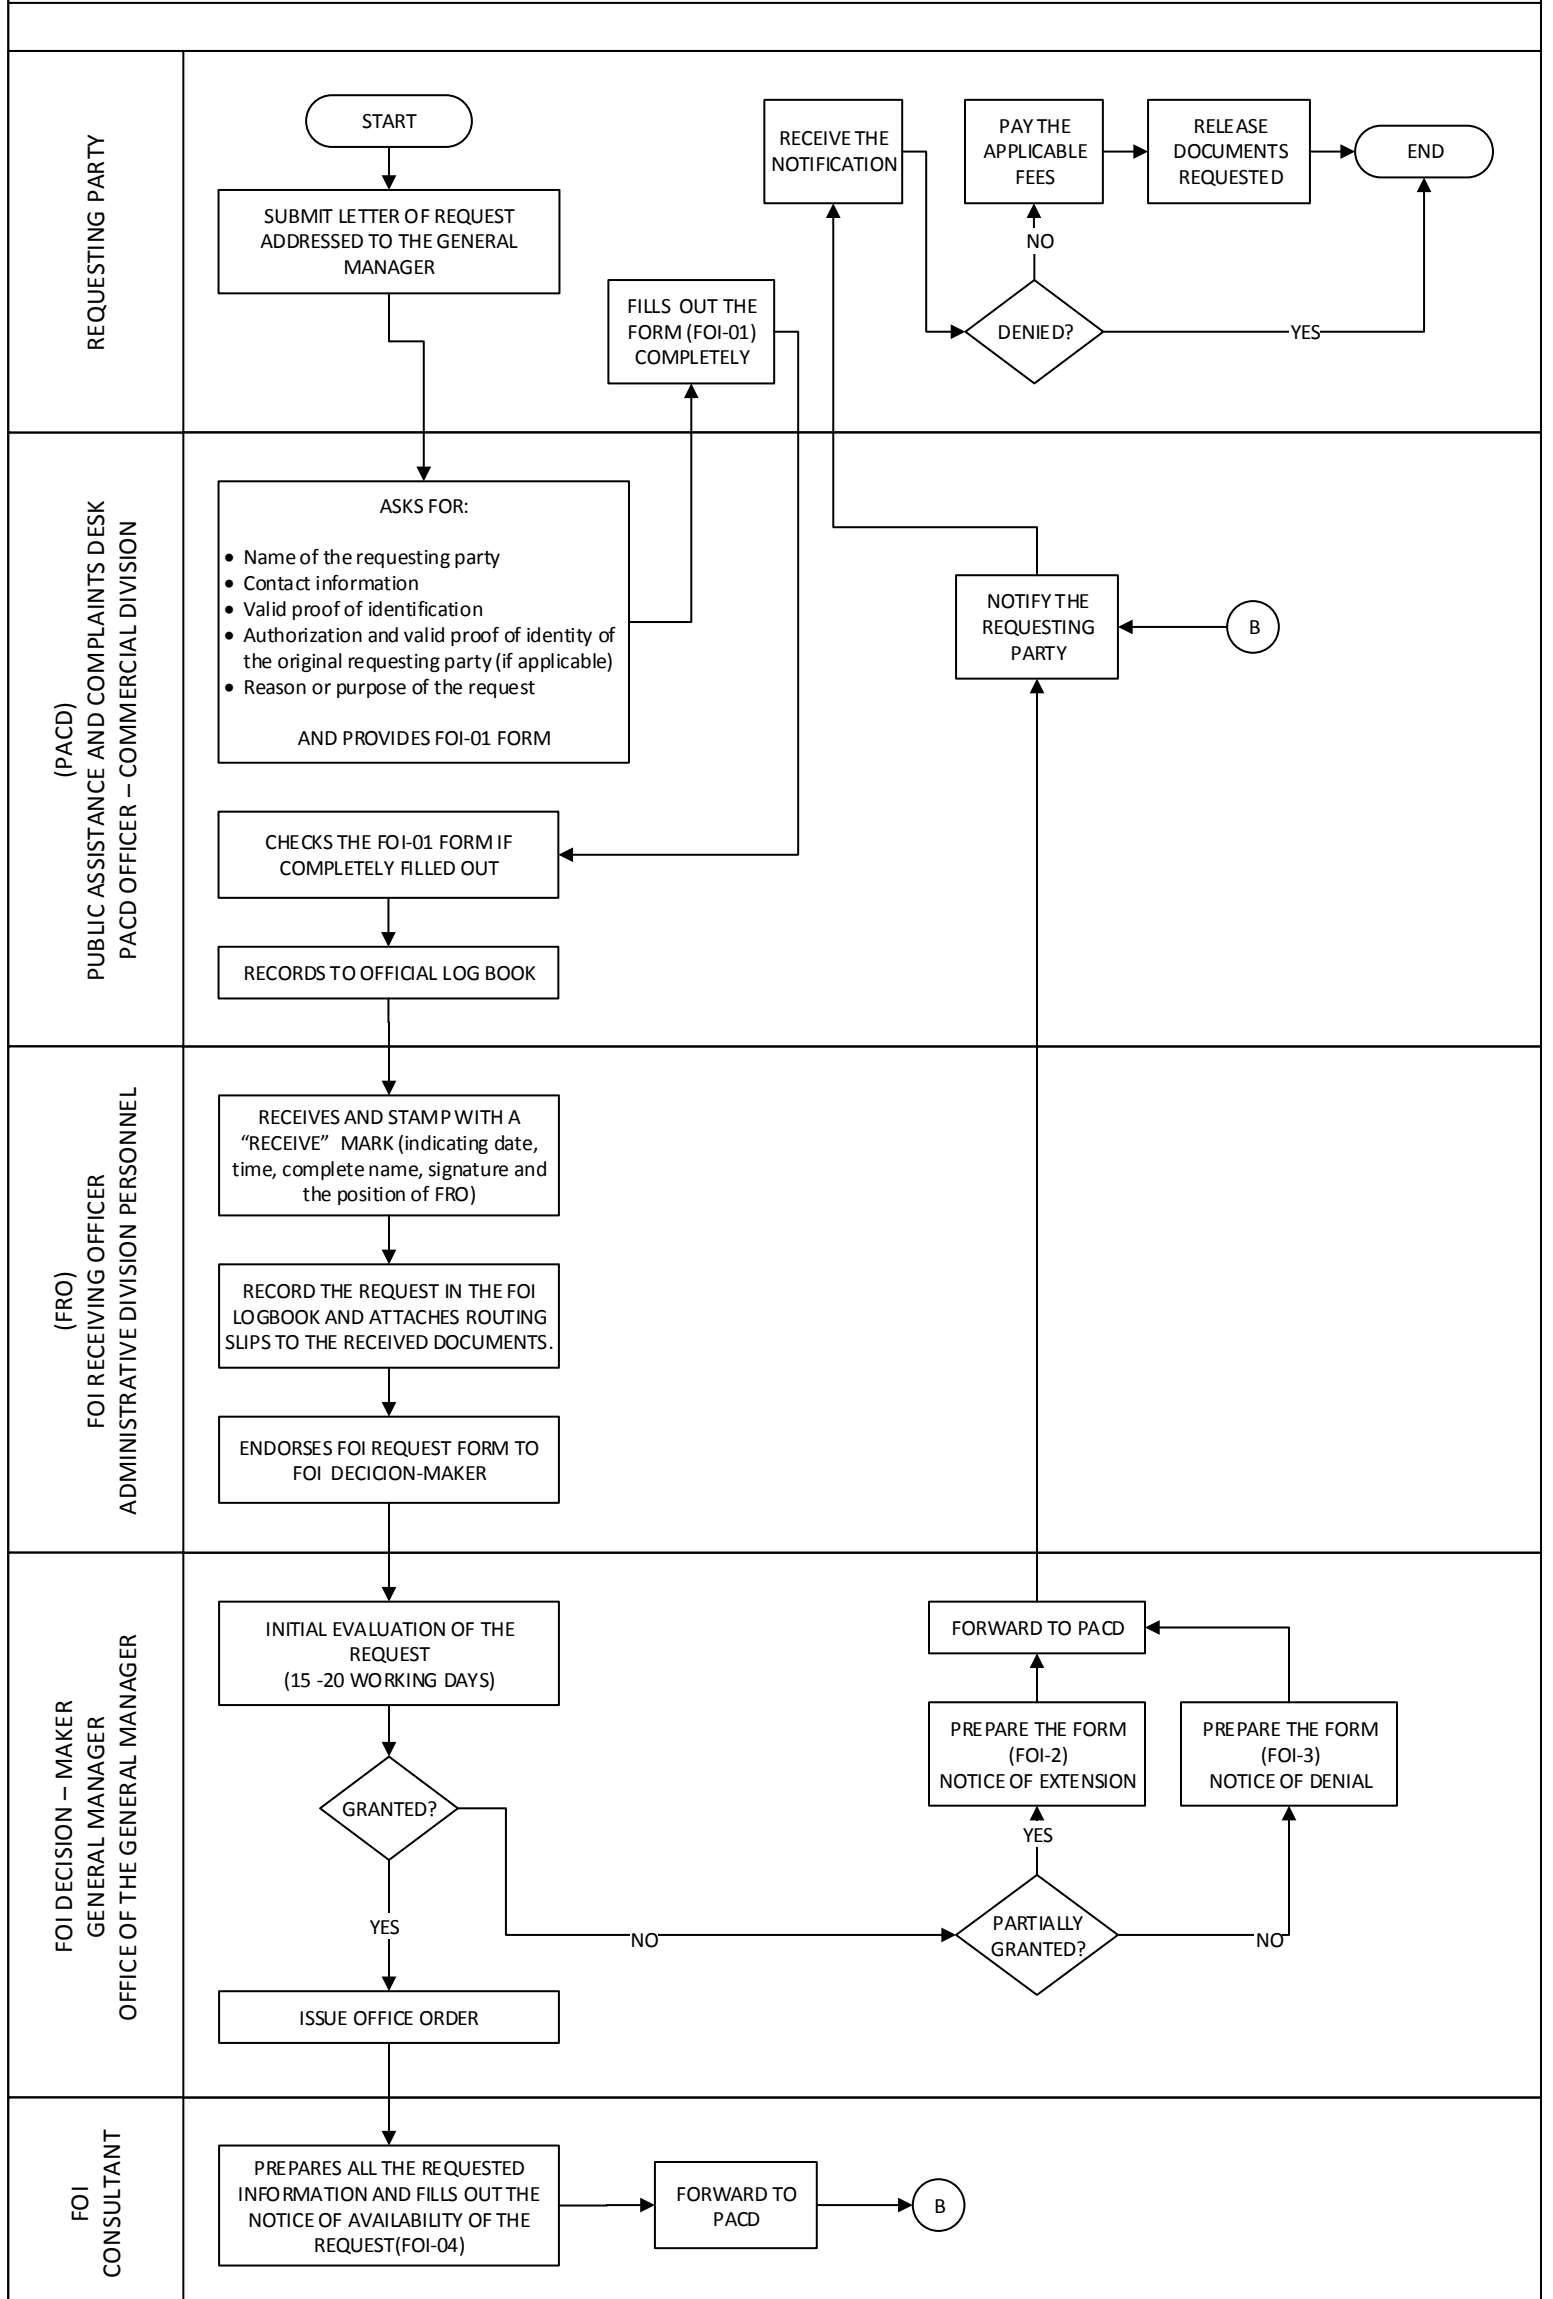 REQUESTING PARTY
START
SUBMIT LETTER OF REQUEST
ADDRESSED TO THE GENERAL
MANAGER
FILLS OUT THE
FORM (FOI-01)
COMPLETELY
RECEIVE THE
NOTIFICATION
PAY THE
APPLICABLE
FEES
RELEASE
DOCUMENTS
REQUESTED
END
NO
DENIED?
YES
(PACD)
PUBLIC ASSISTANCE AND COMPLAINTS DESK
PACD OFFICER – COMMERCIAL DIVISION
ASKS FOR:
• Name of the requesting party
• Contact information
• Valid proof of identification
• Authorization and valid proof of identity of
the original requesting party (if applicable)
• Reason or purpose of the request
AND PROVIDES FOI-01 FORM
CHECKS THE FOI-01 FORM IF
COMPLETELY FILLED OUT
RECORDS TO OFFICIAL LOG BOOK
NOTIFY THE
REQUESTING
PARTY
B
(FRO)
FOI RECEIVING OFFICER
ADMINISTRATIVE DIVISION PERSONNEL
RECEIVES AND STAMP WITH A
“RECEIVE” MARK (indicating date,
time, complete name, signature and
the position of FRO)
RECORD THE REQUEST IN THE FOI
LOGBOOK AND ATTACHES ROUTING
SLIPS TO THE RECEIVED DOCUMENTS.
ENDORSES FOI REQUEST FORM TO
FOI DECICION-MAKER
FOI DECISION – MAKER
GENERAL MANAGER
OFFICE OF THE GENERAL MANAGER
INITIAL EVALUATION OF THE
REQUEST
(15 -20 WORKING DAYS)
GRANTED?
YES
NO
ISSUE OFFICE ORDER
FORWARD TO PACD
PREPARE THE FORM
(FOI-2)
NOTICE OF EXTENSION
PREPARE THE FORM
(FOI-3)
NOTICE OF DENIAL
YES
PARTIALLY
GRANTED?
NO
FOI
CONSULTANT
PREPARES ALL THE REQUESTED
INFORMATION AND FILLS OUT THE
NOTICE OF AVAILABILITY OF THE
REQUEST(FOI-04)
FORWARD TO
PACD
B